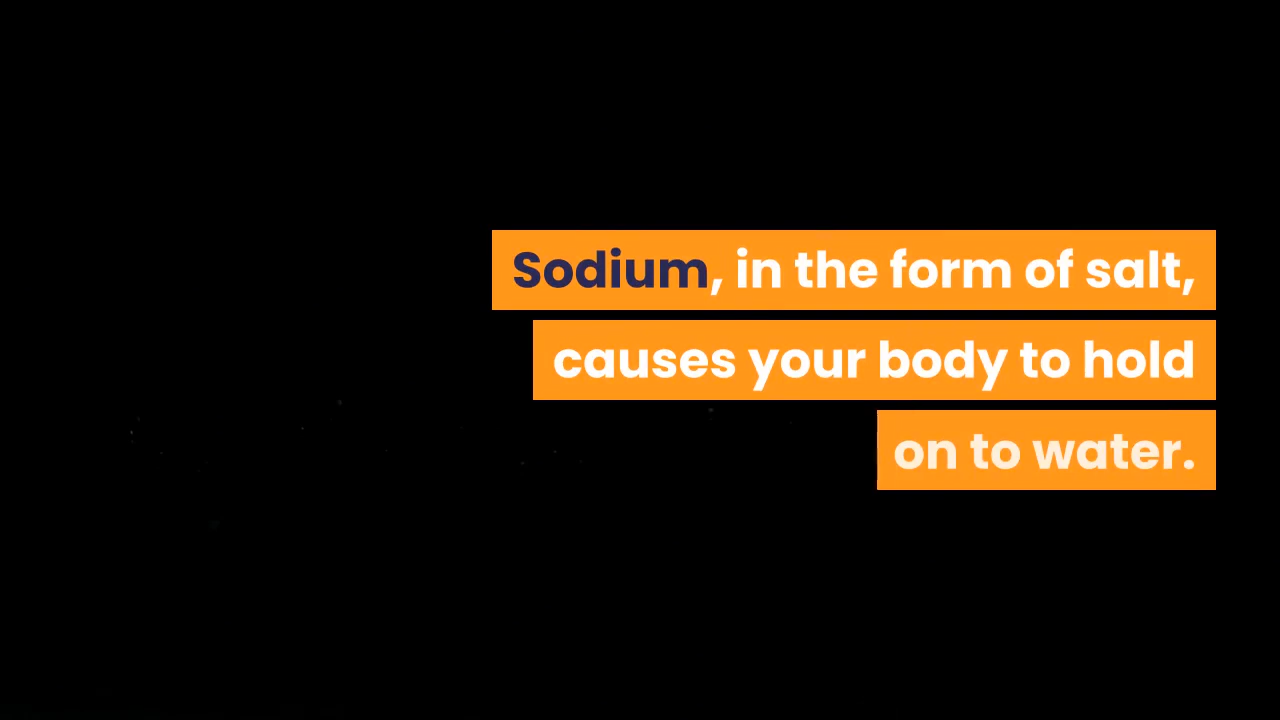 Sodium, in the form of salt,
causes your body to hold
on to water.